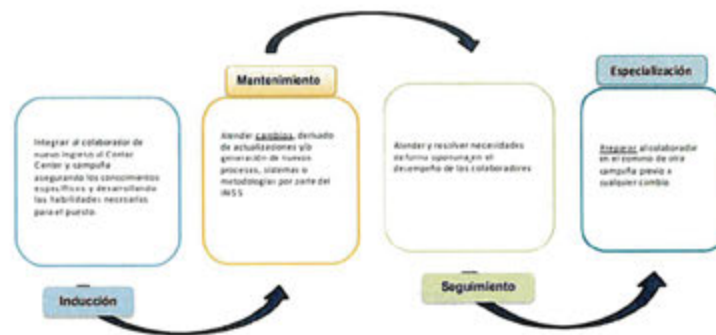 Mantenimiento
Especialización
Integrar al colaborador de
nuevo ingreso al Contac
Center y campaña
asegurando los conocimientos
específicos y desarrollando
las habilidades necesarias
para el puesto.
Atender cambios, derivado
de actualizaciones y/o
generación de nuevos
procesos, sistemas o
metodologías por parte del
Atender y resolver necesidades
de forma oportuna en el
desempeño de los colaboradores
Preparar al colaborador
en el dominio de otra
campaña previo a
cualquier cambio
Inducción
Seguimiento